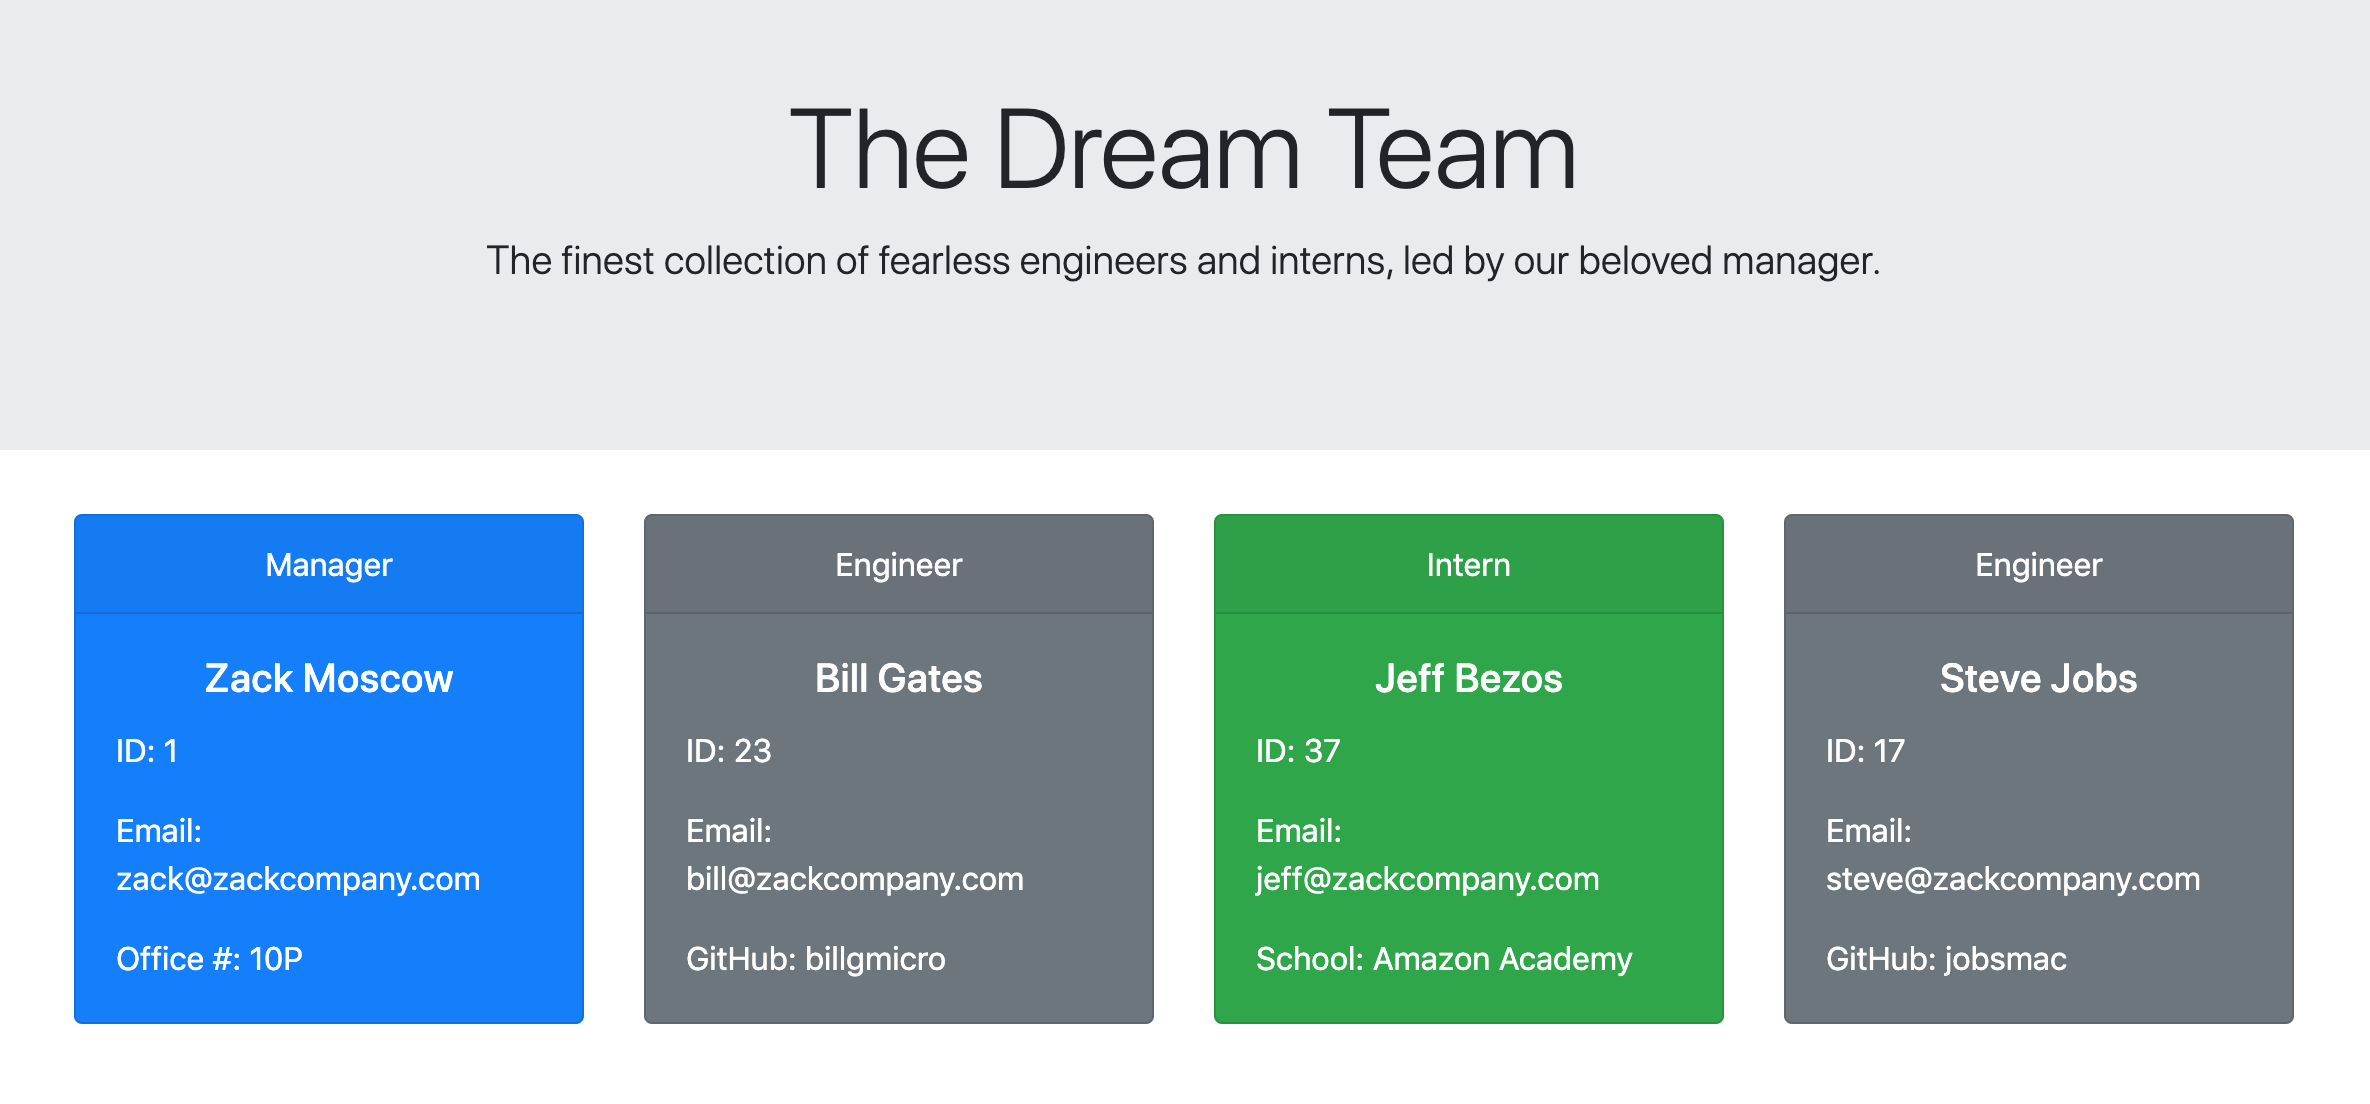 The Dream Team
The finest collection of fearless engineers and interns, led by our beloved manager.
Manager
Zack Moscow
ID: 1
Email:
zack@zackcompany.com
Office #: 10P
Engineer
Bill Gates
ID: 23
Email:
bill@zackcompany.com
GitHub: billgmicro
Intern
Jeff Bezos
ID: 37
Email:
jeff@zackcompany.com
School: Amazon Academy
Engineer
Steve Jobs
ID: 17
Email:
steve@zackcompany.com
GitHub: jobsmac